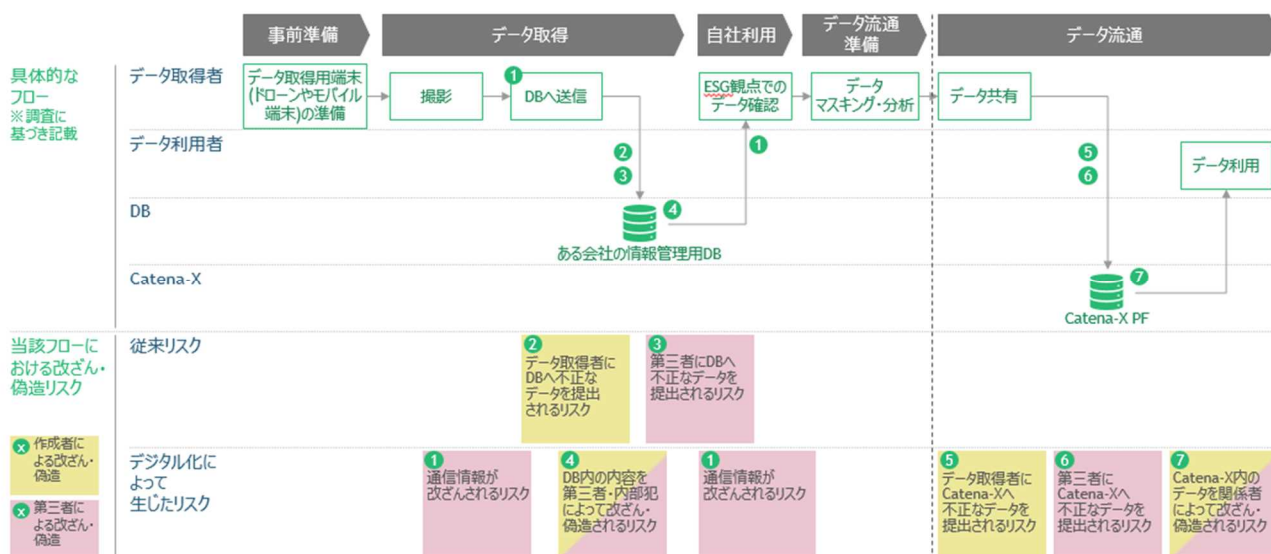 事前準備
データ取得
自社利用
データ流通
準備
データ流通
具体的な
フロー
※調査に
基づき記載
データ取得者
データ取得用端末
(ドローンやモバイル
端末)の準備
撮影
1
DBへ送信
ESG観点での
データ確認
データ
マスキング・分析
データ共有
データ利用者
2
3
1
5
6
データ利用
DB
4
ある会社の情報管理用DB
Catena-X
7
Catena-X PF
当該フローに
おける改ざん・
偽造リスク
従来リスク
2
データ取得者に
DBへ不正な
データを提出
されるリスク
3
第三者にDBへ
不正なデータを
提出されるリスク
x 作成者に
よる改ざん・
偽造
x 第三者に
よる改ざん・
偽造
デジタル化に
よって
生じたリスク
1
通信情報が
改ざんされるリスク
4
DB内の内容を
第三者・内部犯
によって改ざん・
偽造されるリスク
1
通信情報が
改ざんされるリスク
5
データ取得者に
Catena-Xへ
不正なデータを
提出されるリスク
6
第三者に
Catena-Xへ
不正なデータを
提出されるリスク
7
Catena-X内の
データを関係者
によって改ざん・
偽造されるリスク